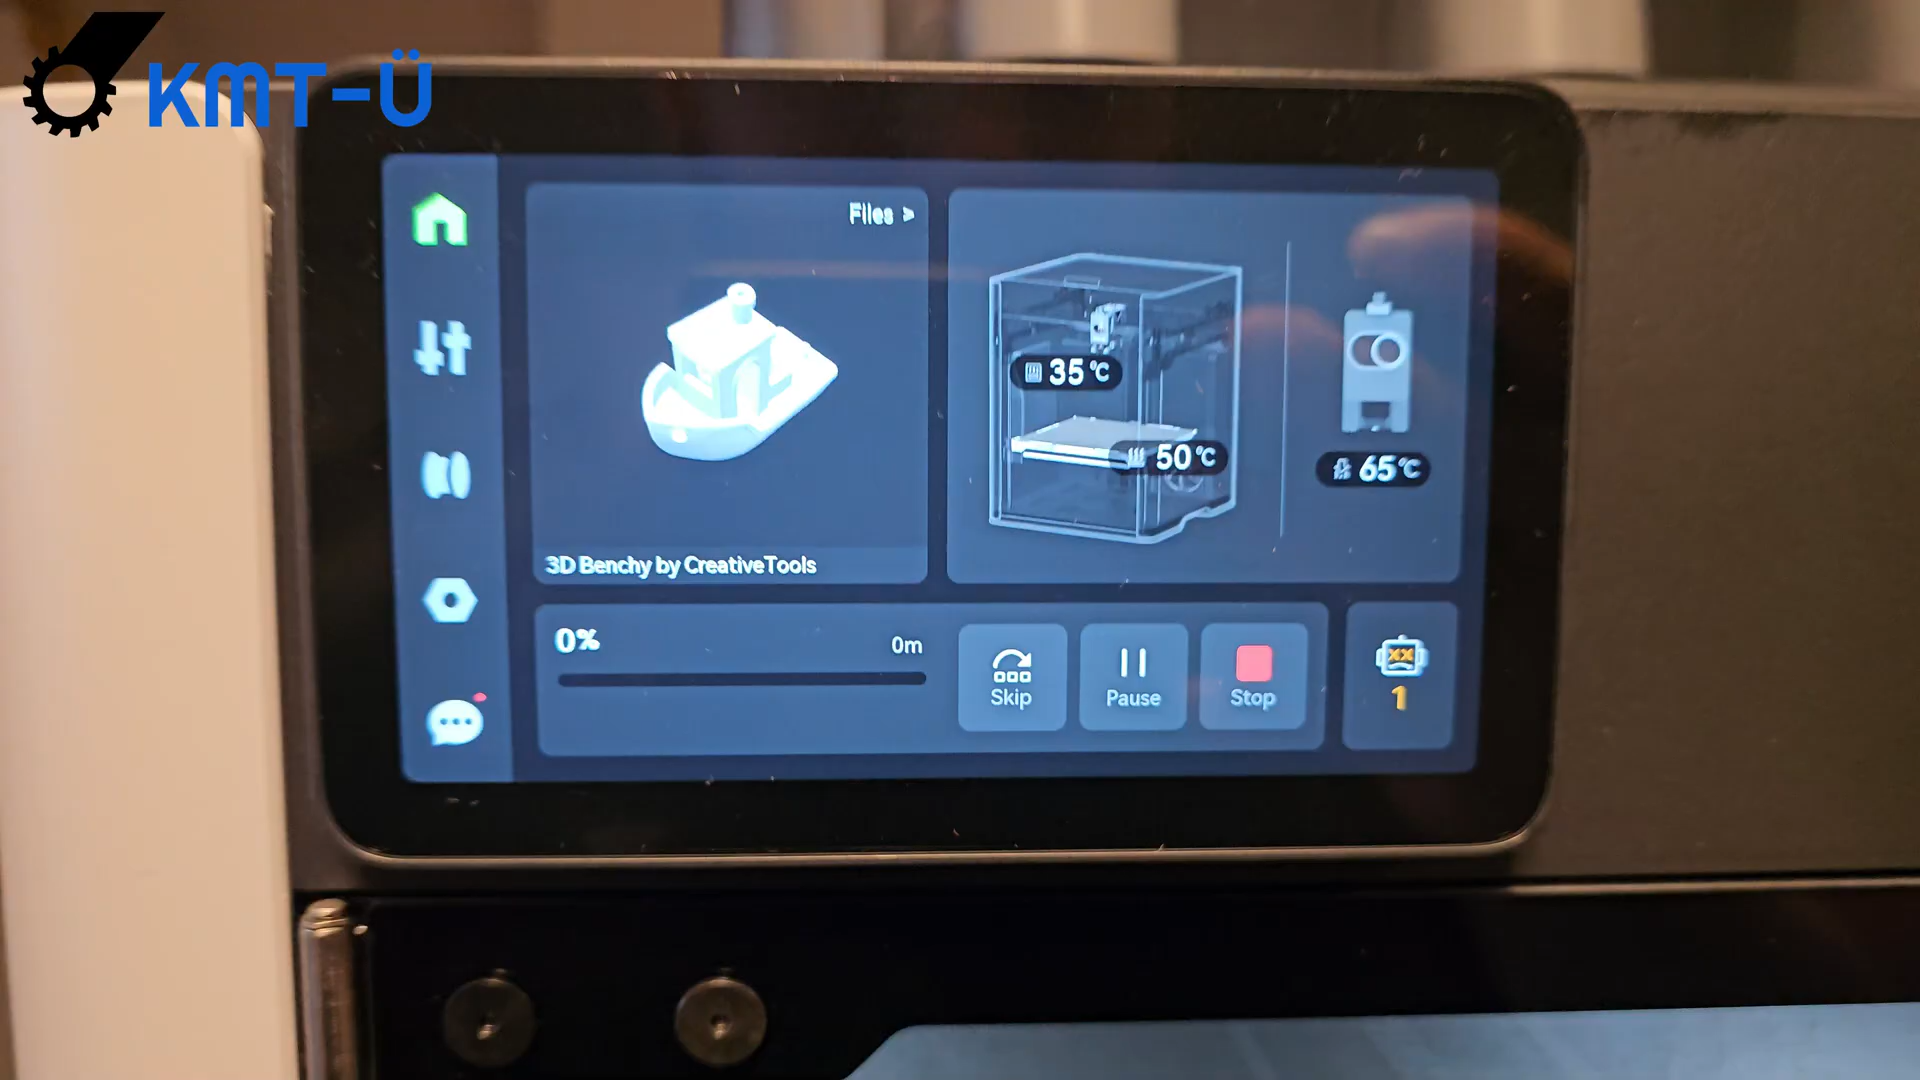 KMT-Ü
Files >
35 °C
50 °C
65 °C
3D Benchy by CreativeTools
0%
0m
Skip
Pause
Stop
1